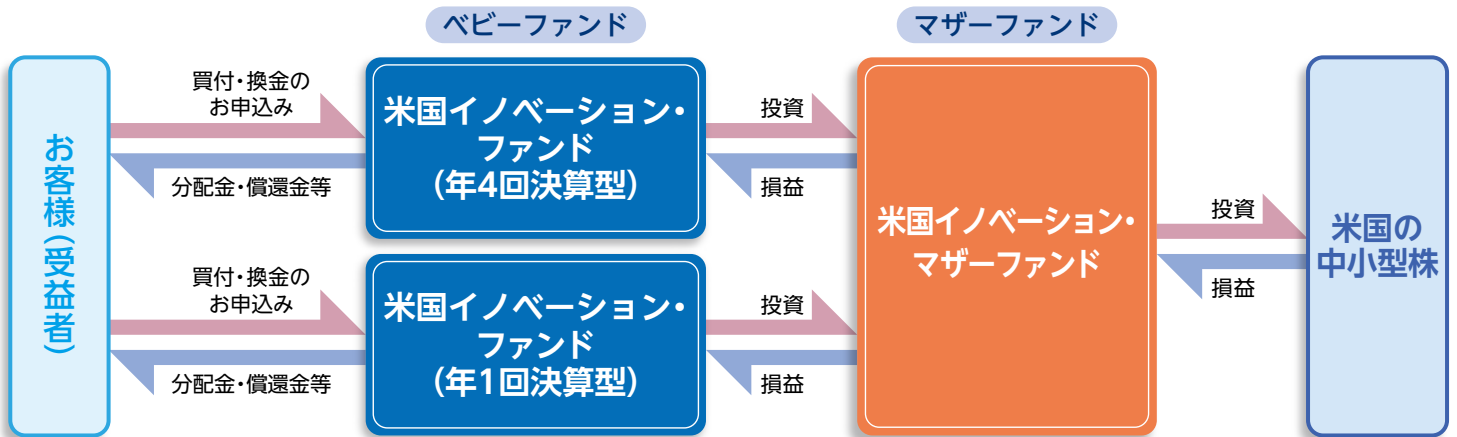 ベビーファンド
マザーファンド
お客様(受益者)
買付・換金の
お申込み
分配金・償還金等
米国イノベーション・
ファンド
(年4回決算型)
投資
損益
買付・換金の
お申込み
分配金・償還金等
米国イノベーション・
ファンド
(年1回決算型)
投資
損益
米国イノベーション・
マザーファンド
投資
損益
米国の
中小型株